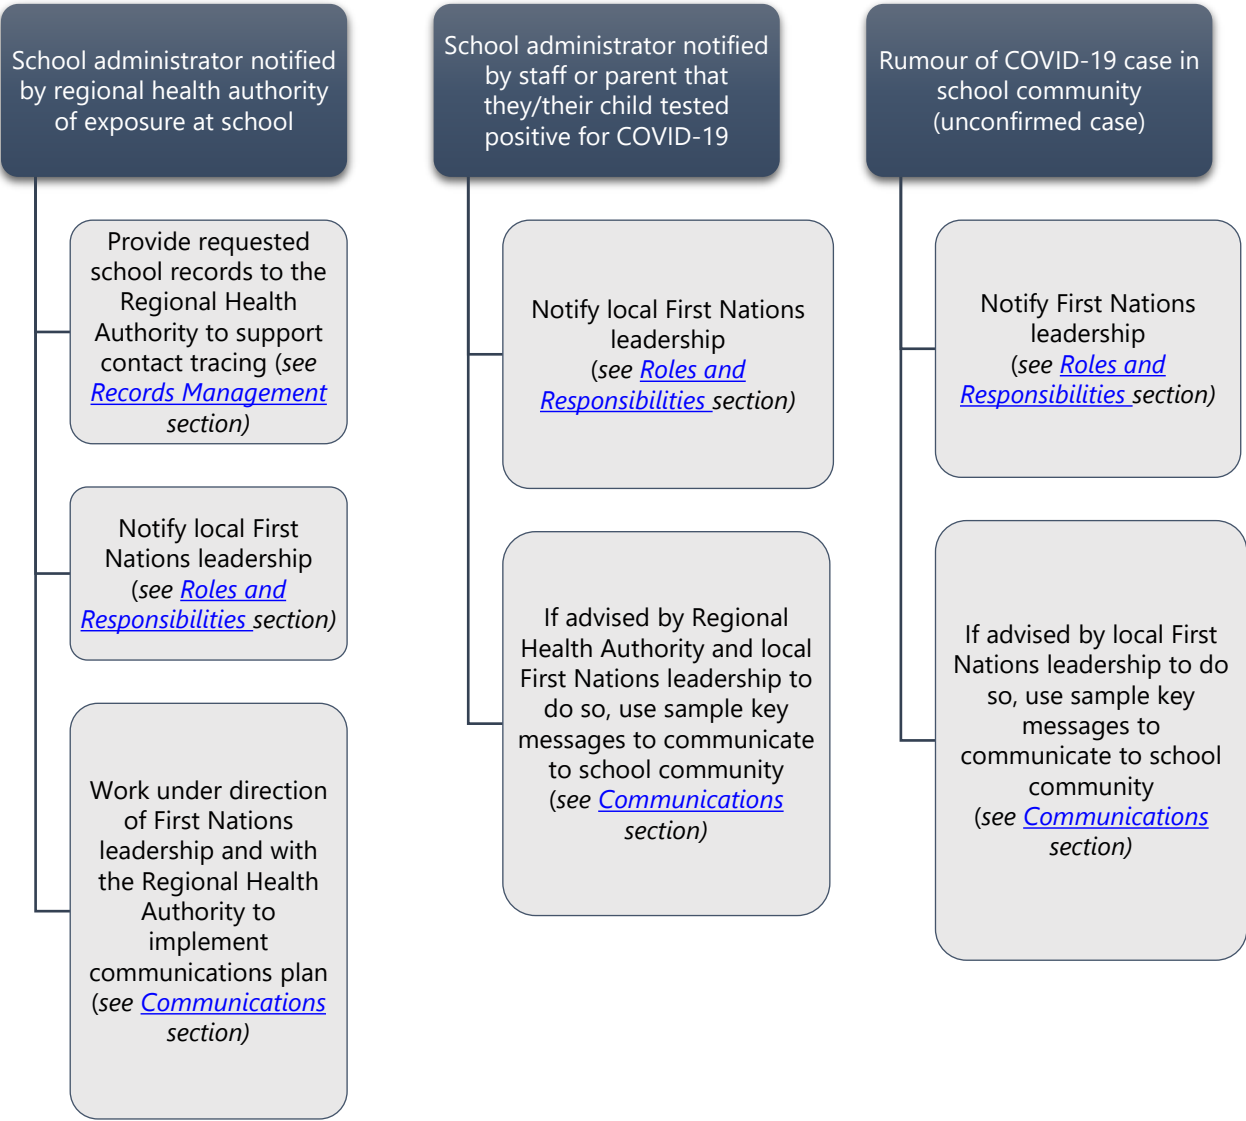 School administrator notified
by regional health authority
of exposure at school
Provide requested
school records to the
Regional Health
Authority to support
contact tracing (see
Records Management
section)
Notify local First
Nations leadership
(see Roles and
Responsibilities section)
Work under direction
of First Nations
leadership and with
the Regional Health
Authority to
implement
communications plan
(see Communications
section)
School administrator notified
by staff or parent that
they/their child tested
positive for COVID-19
Notify local First Nations
leadership
(see Roles and
Responsibilities section)
If advised by Regional
Health Authority and local
First Nations leadership to
do so, use sample key
messages to communicate
to school community
(see Communications
section)
Rumour of COVID-19 case in
school community
(unconfirmed case)
Notify First Nations
leadership
(see Roles and
Responsibilities section)
If advised by local First
Nations leadership to do
so, use sample key
messages to
communicate to school
community
(see Communications
section)